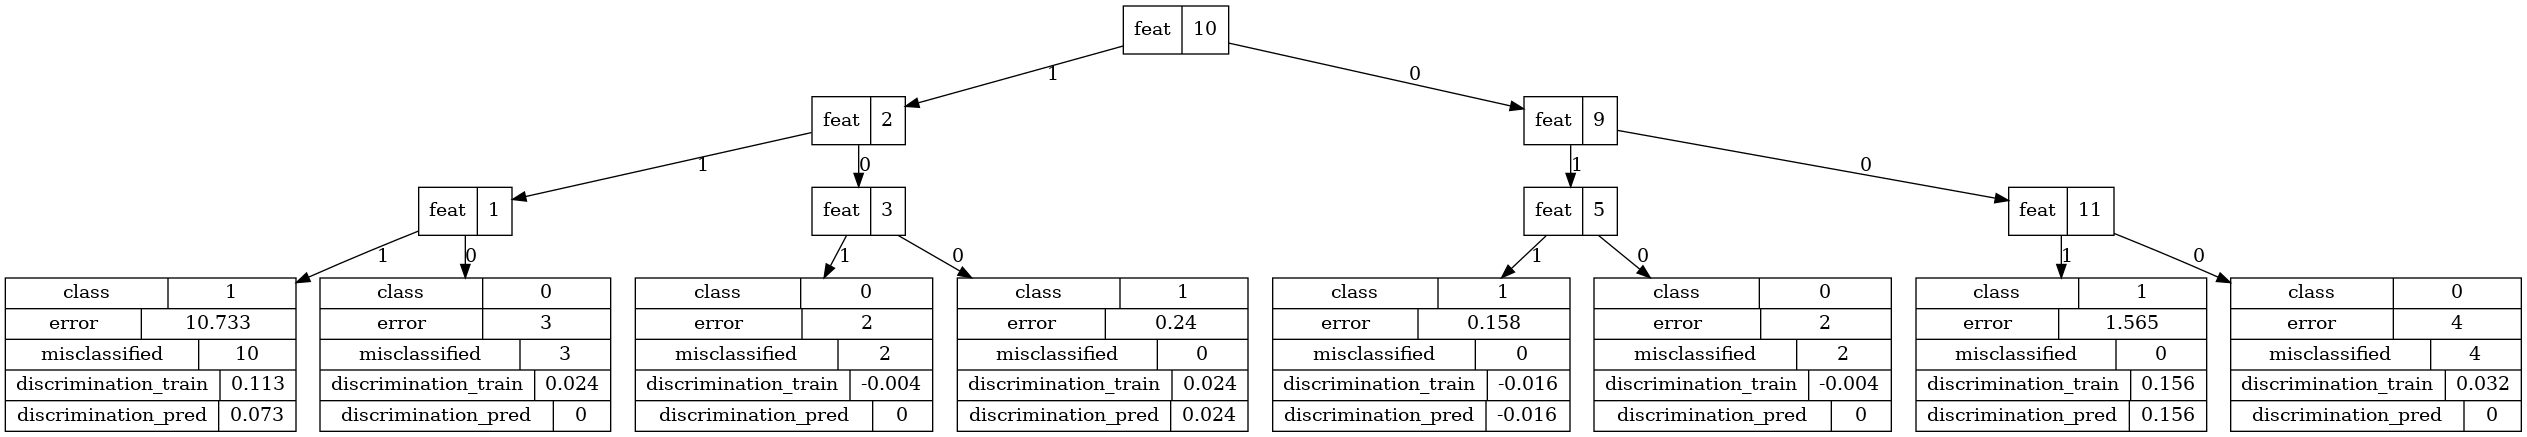 feat 10
1 0
feat 2 feat 9
1 0 1 0
feat 1 feat 3 feat 5 feat 11
1 0 1 0 1 0 1 0
class 1 class 0 class 0 class 1 class 1 class 0 class 1 class 0
error 10.733 error 3 error 2 error 0.24 error 0.158 error 2 error 1.565 error 4
misclassified 10 misclassified 3 misclassified 2 misclassified 0 misclassified 0 misclassified 2 misclassified 0 misclassified 4
discrimination_train 0.113 discrimination_train 0.024 discrimination_train -0.004 discrimination_train 0.024 discrimination_train -0.016 discrimination_train -0.004 discrimination_train 0.156 discrimination_train 0.032
discrimination_pred 0.073 discrimination_pred 0 discrimination_pred 0 discrimination_pred 0.024 discrimination_pred -0.016 discrimination_pred 0 discrimination_pred 0.156 discrimination_pred 0